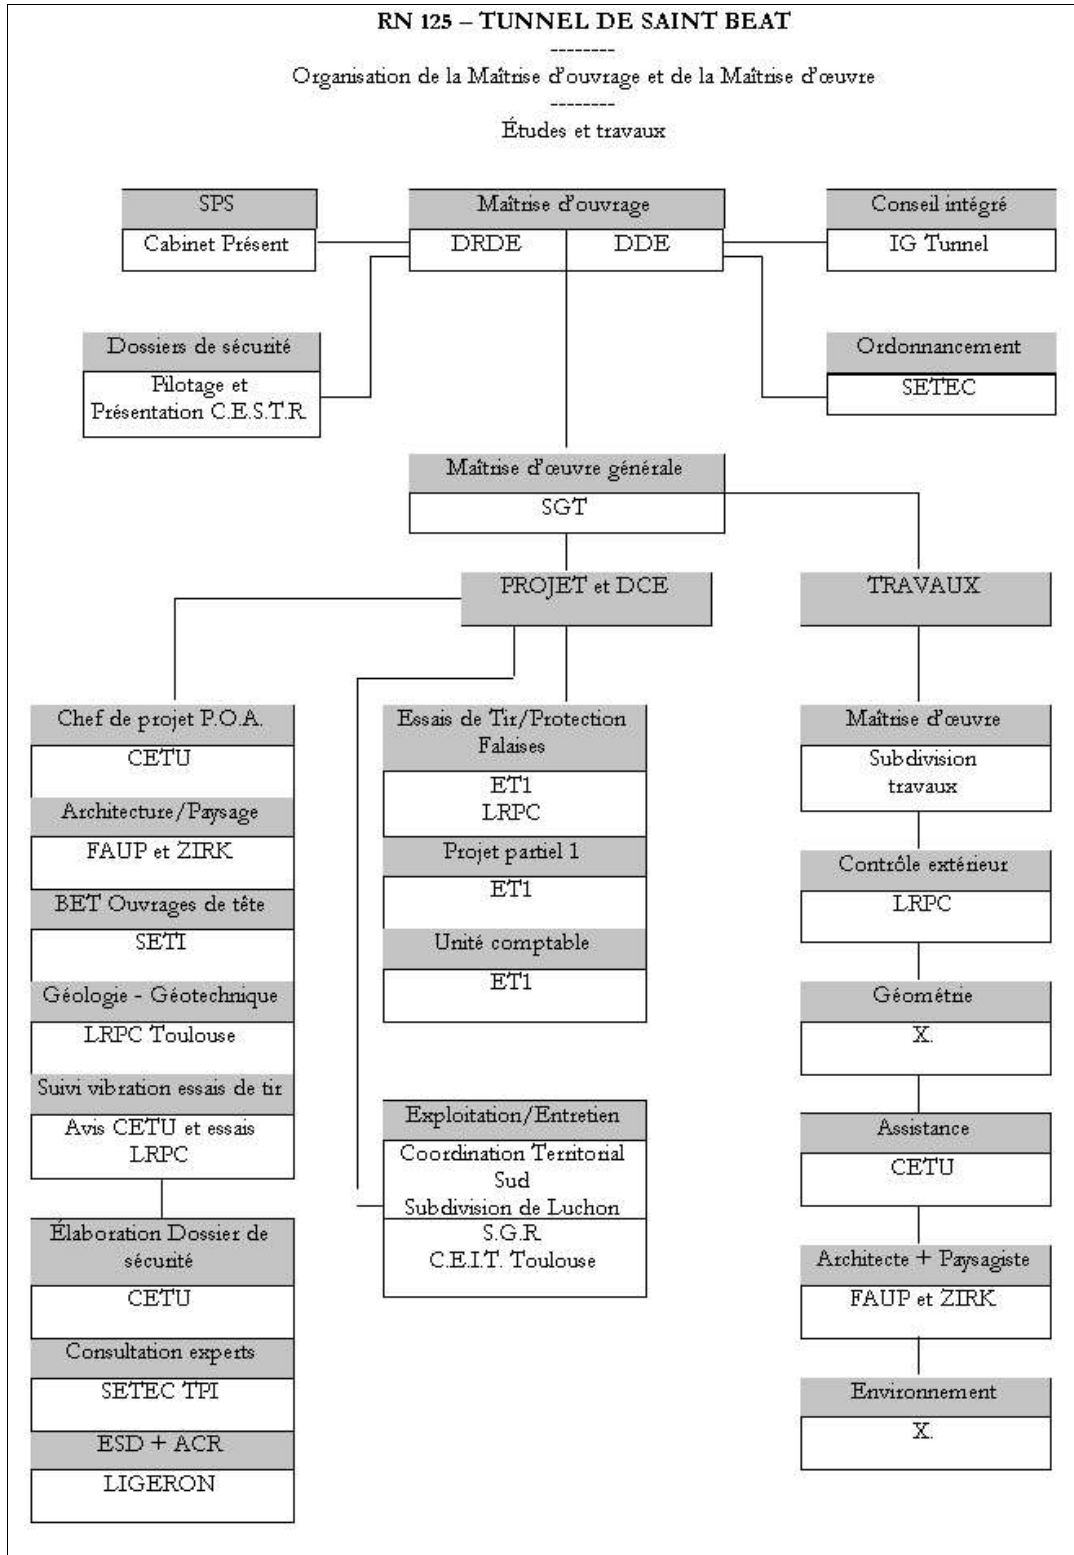 RN 125 – TUNNEL DE SAINT BEAT
--------
Organisation de la Maîtrise d'ouvrage et de la Maîtrise d'œuvre
--------
Études et travaux
SPS
Cabinet Présent
Maîtrise d'ouvrage
DRDE
DDE
Conseil intégré
IG Tunnel
Dossiers de sécurité
Pilotage et
Présentation C.E.S.T.R.
Ordonnancement
SETEC
Maîtrise d'œuvre générale
SGT
PROJET et DCE
TRAVAUX
Chef de projet P.O.A.
CETU
Architecture/Paysage
FAUP et ZIRK
BET Ouvrages de tête
SETI
Géologie - Géotechnique
LRPC Toulouse
Suivi vibration essais de tir
Avis CETU et essais
LRPC
Élaboration Dossier de
sécurité
CETU
Consultation experts
SETEC TPI
ESD + ACR
LIGERON
Essais de Tir/Protection
Falaises
ET1
LRPC
Projet partiel 1
ET1
Unité comptable
ET1
Exploitation/Entretien
Coordination Territorial
Sud
Subdivision de Luchon
S.G.R.
C.E.I.T. Toulouse
Maîtrise d'œuvre
Subdivision
travaux
Contrôle extérieur
LRPC
Géométrie
X.
Assistance
CETU
Architecte + Paysagiste
FAUP et ZIRK
Environnement
X.